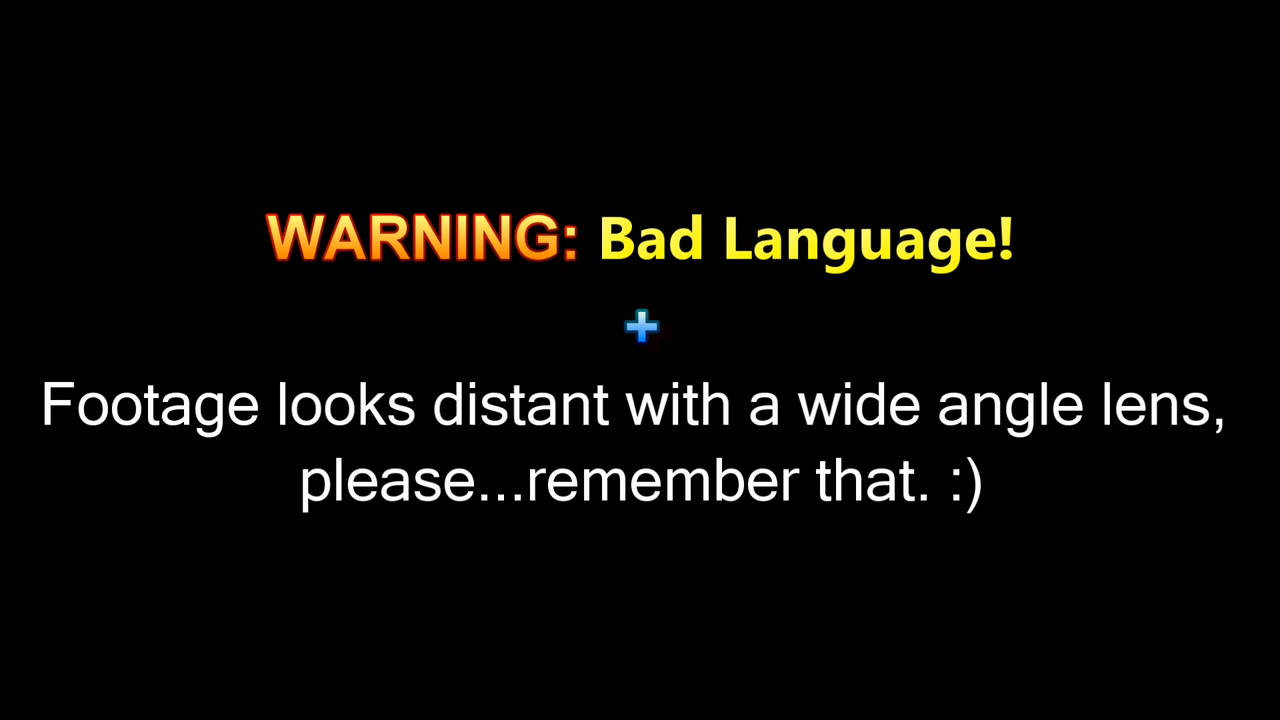 WARNING: Bad Language!
+
Footage looks distant with a wide angle lens,
please...remember that. :)